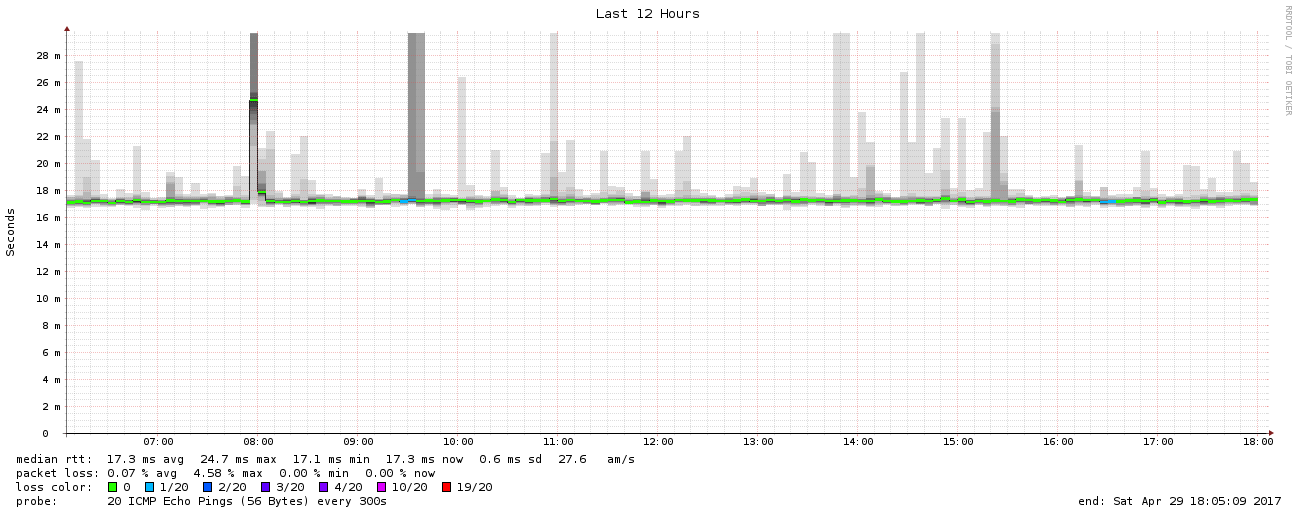 Last 12 Hours
RRDTOOL / TOBI OETIKER
Seconds
28 m
26 m
24 m
22 m
20 m
18 m
16 m
14 m
12 m
10 m
8 m
6 m
4 m
2 m
0
07:00 08:00 09:00 10:00 11:00 12:00 13:00 14:00 15:00 16:00 17:00 18:00
median rtt: 17.3 ms avg 24.7 ms max 17.1 ms min 17.3 ms now 0.6 ms sd 27.6 am/s
packet loss: 0.07 % avg 4.58 % max 0.00 % min 0.00 % now
loss color: 0 1/20 2/20 3/20 4/20 10/20 19/20
probe: 20 ICMP Echo Pings (56 Bytes) every 300s end: Sat Apr 29 18:05:09 2017